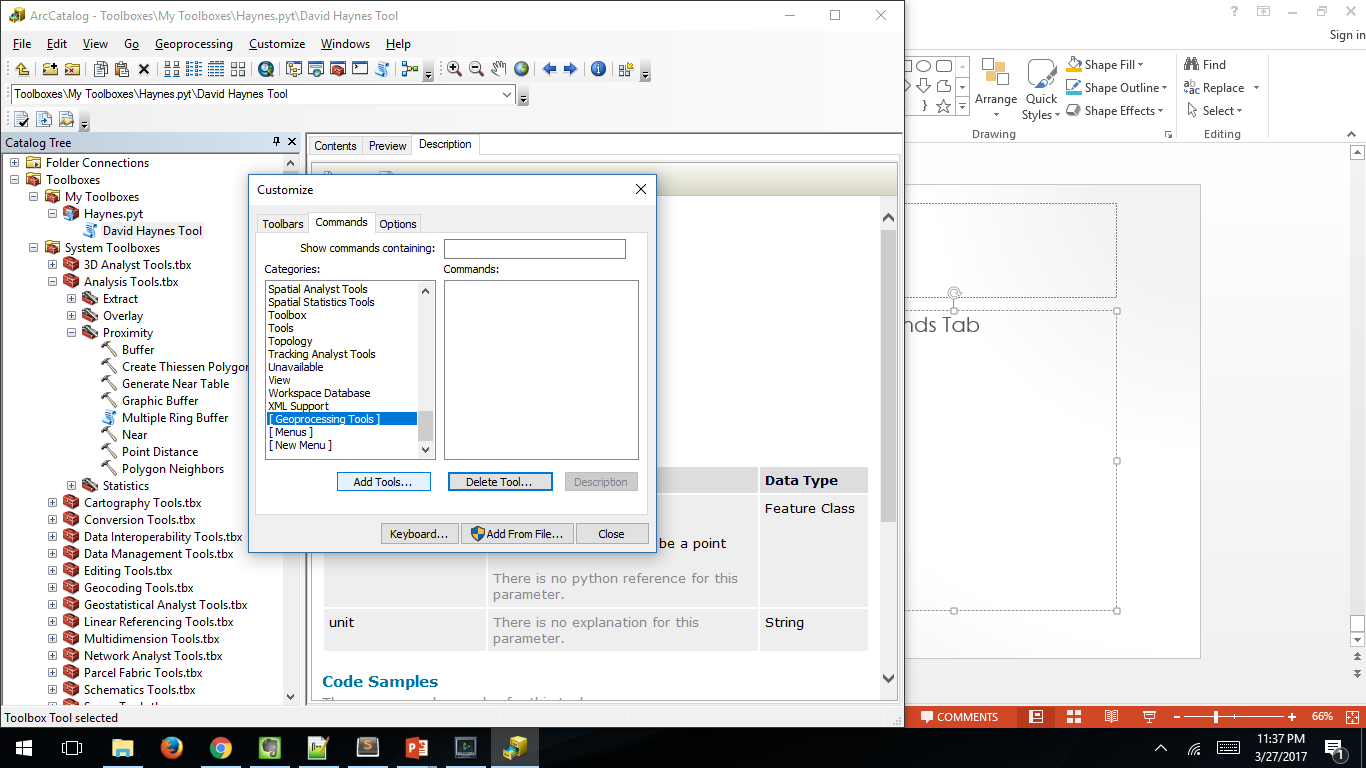 ArcCatalog - Toolboxes\My Toolboxes\Haynes.pyt\David Haynes Tool
File Edit View Go Geoprocessing Customize Windows Help
Toolboxes\My Toolboxes\Haynes.pyt\David Haynes Tool
Catalog Tree
Folder Connections
Toolboxes
My Toolboxes
Haynes.pyt
David Haynes Tool
System Toolboxes
3D Analyst Tools.tbx
Analysis Tools.tbx
Extract
Overlay
Proximity
Buffer
Create Thiessen Polygon
Generate Near Table
Graphic Buffer
Multiple Ring Buffer
Near
Point Distance
Polygon Neighbors
Statistics
Cartography Tools.tbx
Conversion Tools.tbx
Data Interoperability Tools.tbx
Data Management Tools.tbx
Editing Tools.tbx
Geocoding Tools.tbx
Geostatistical Analyst Tools.tbx
Linear Referencing Tools.tbx
Multidimension Tools.tbx
Network Analyst Tools.tbx
Parcel Fabric Tools.tbx
Schematics Tools.tbx
Toolbox Tool selected
Contents Preview Description
Customize
Toolbars Commands Options
Show commands containing:
Categories: Commands:
Spatial Analyst Tools
Spatial Statistics Tools
Toolbox
Tools
Topology
Tracking Analyst Tools
Unavailable
View
Workspace Database
XML Support
[ Geoprocessing Tools ]
[ Menus ]
[ New Menu ]
Add Tools... Delete Tool... Description
Keyboard... Add From File... Close
Data Type
Feature Class
be a point
There is no python reference for this
parameter.
unit There is no explanation for this String
parameter.
Code Samples
Sign in
Arrange
Quick
Styles
Shape Fill
Shape Outline
Shape Effects
Drawing
Find
Replace
Select
Editing
nds Tab
COMMENTS
66%
11:37 PM
3/27/2017
1